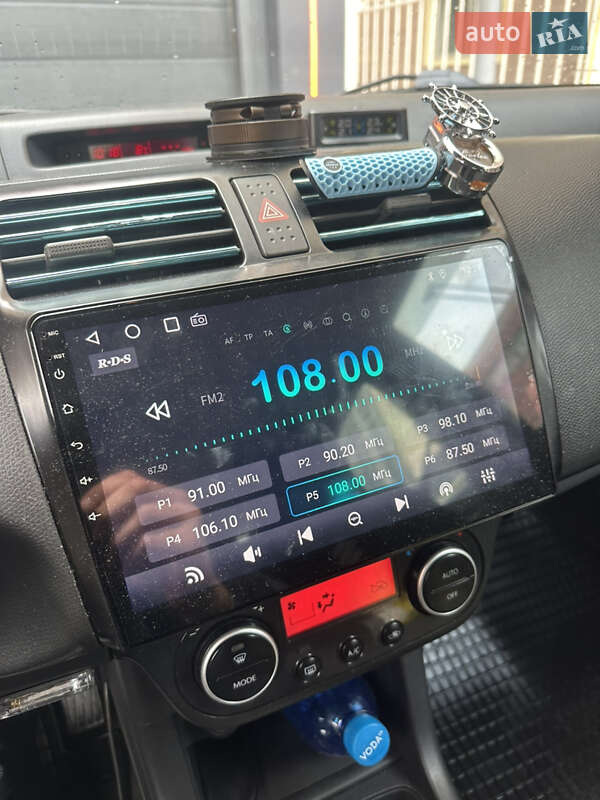 auto RIA
.com
MIC
RST
R•D•S
AF TP TA
FM2
108.00
MHz
87.50
P1 91.00 МГц
P2 90.20 МГц
P3 98.10 МГц
P4 106.10 МГц
P5 108.00 МГц
P6 87.50 МГц
AUTO
OFF
A/C
MODE
VODA